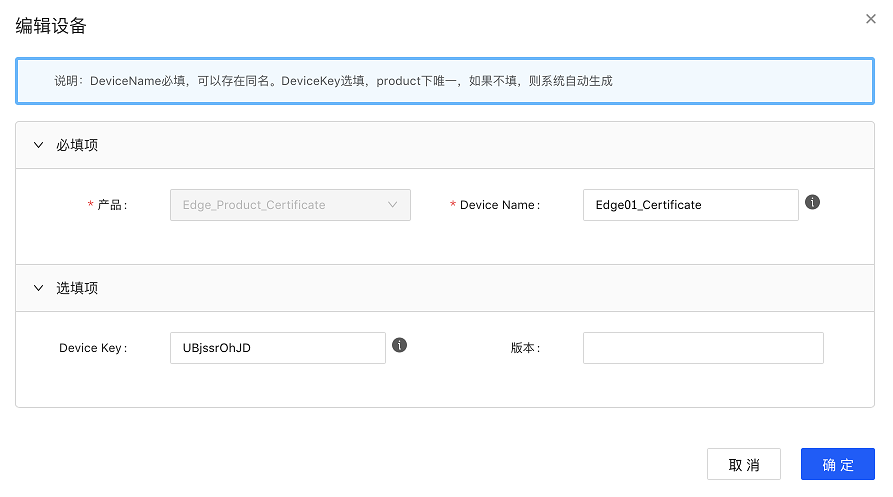 编辑设备
说明：DeviceName必填，可以存在同名。DeviceKey选填，product下唯一，如果不填，则系统自动生成
必填项
* 产品： Edge_Product_Certificate * Device Name： Edge01_Certificate
选填项
Device Key： UBjssrOhJD 版本：
取 消 确 定